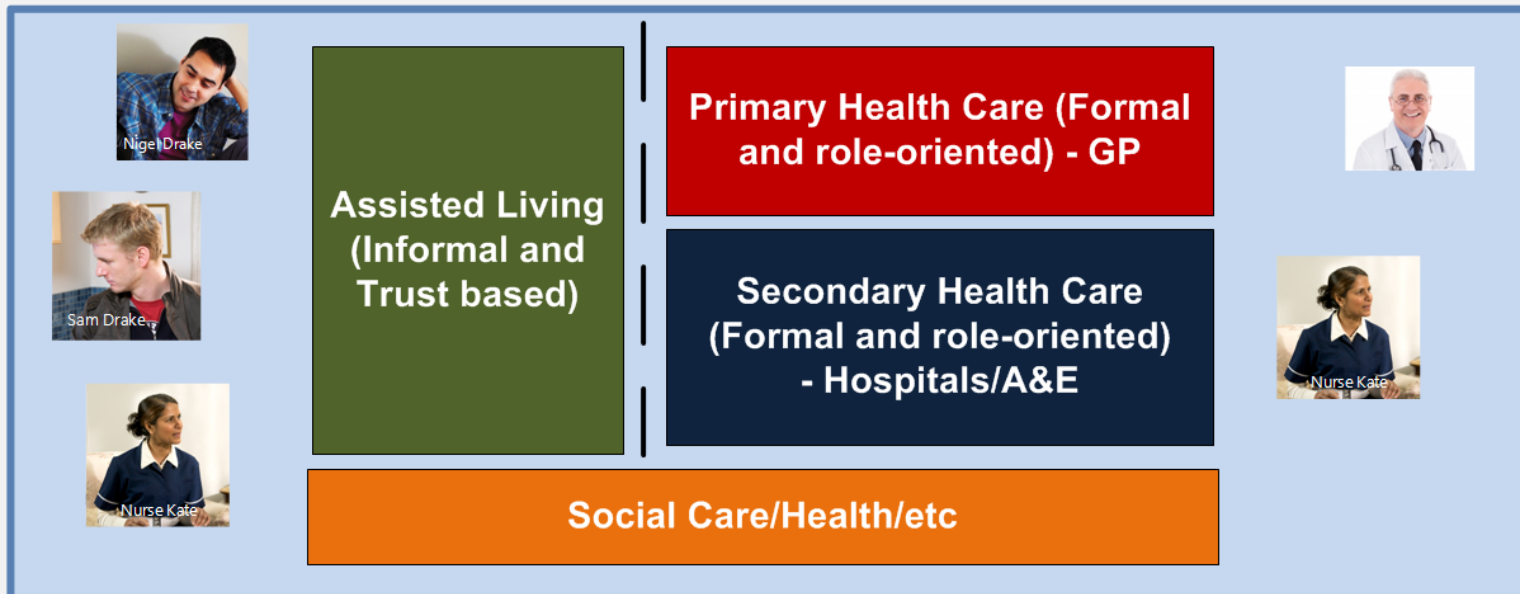 Nigel Drake
Sam Drake
Nurse Kate
Assisted Living
(Informal and
Trust based)
Primary Health Care (Formal
and role-oriented) - GP
Secondary Health Care
(Formal and role-oriented)
- Hospitals/A&E
Nurse Kate
Social Care/Health/etc